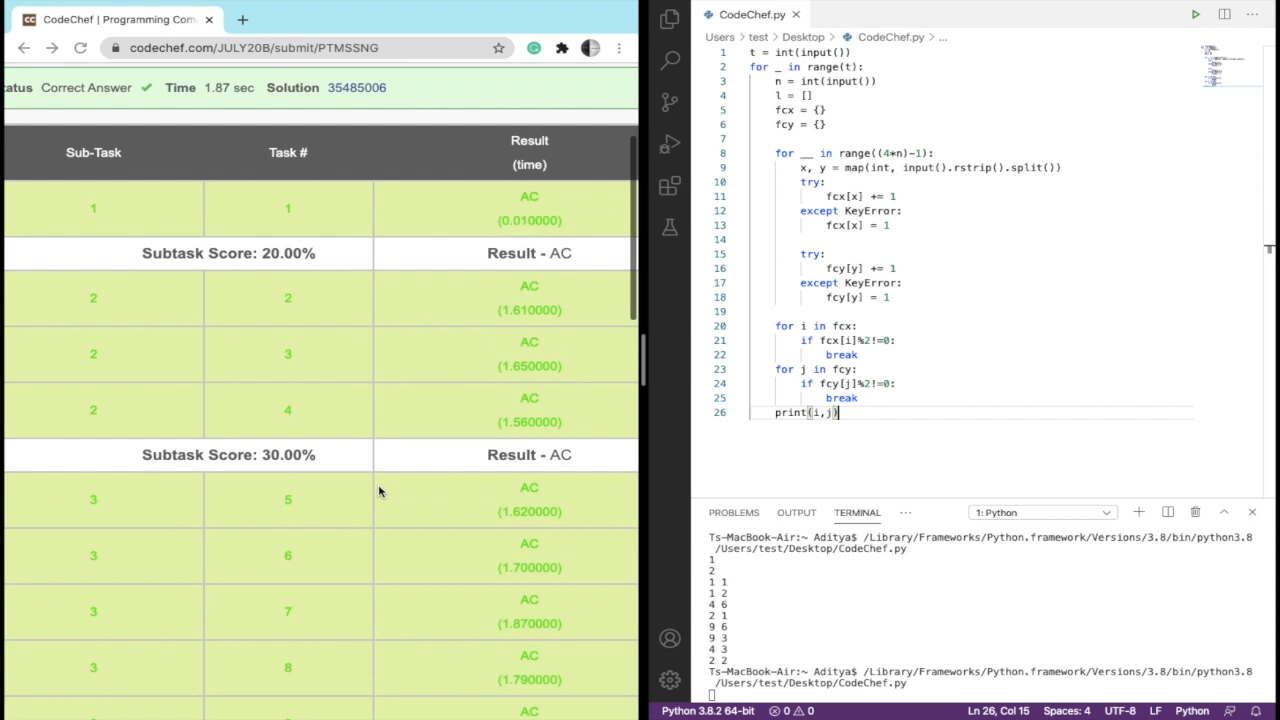 CodeChef | Programming Com
codechef.com/JULY20B/submit/PTMSSNG
tatus Correct Answer Time 1.87 sec Solution 35485006
Sub-Task Task # Result (time)
1 1 AC (0.010000)
Subtask Score: 20.00% Result - AC
2 2 AC (1.610000)
2 3 AC (1.650000)
2 4 AC (1.560000)
Subtask Score: 30.00% Result - AC
3 5 AC (1.620000)
3 6 AC (1.700000)
3 7 AC (1.870000)
3 8 AC (1.790000)
AC
CodeChef.py
Users test Desktop CodeChef.py ...
1 t = int(input())
2 for _ in range(t):
3 n = int(input())
4 l = []
5 fcx = {}
6 fcy = {}
7
8 for __ in range((4*n)-1):
9 x, y = map(int, input().rstrip().split())
10 try:
11 fcx[x] += 1
12 except KeyError:
13 fcx[x] = 1
14
15 try:
16 fcy[y] += 1
17 except KeyError:
18 fcy[y] = 1
19
20 for i in fcx:
21 if fcx[i]%2!=0:
22 break
23 for j in fcy:
24 if fcy[j]%2!=0:
25 break
26 print(i,j)
PROBLEMS OUTPUT TERMINAL ··· 1: Python
Ts-MacBook-Air:~ Aditya$ /Library/Frameworks/Python.framework/Versions/3.8/bin/python3.8
/Users/test/Desktop/CodeChef.py
1
2
1 1
1 2
4 6
2 1
9 6
9 3
4 3
2 2
Ts-MacBook-Air:~ Aditya$ /Library/Frameworks/Python.framework/Versions/3.8/bin/python3.8
/Users/test/Desktop/CodeChef.py
Python 3.8.2 64-bit 0 0 Ln 26, Col 15 Spaces: 4 UTF-8 LF Python